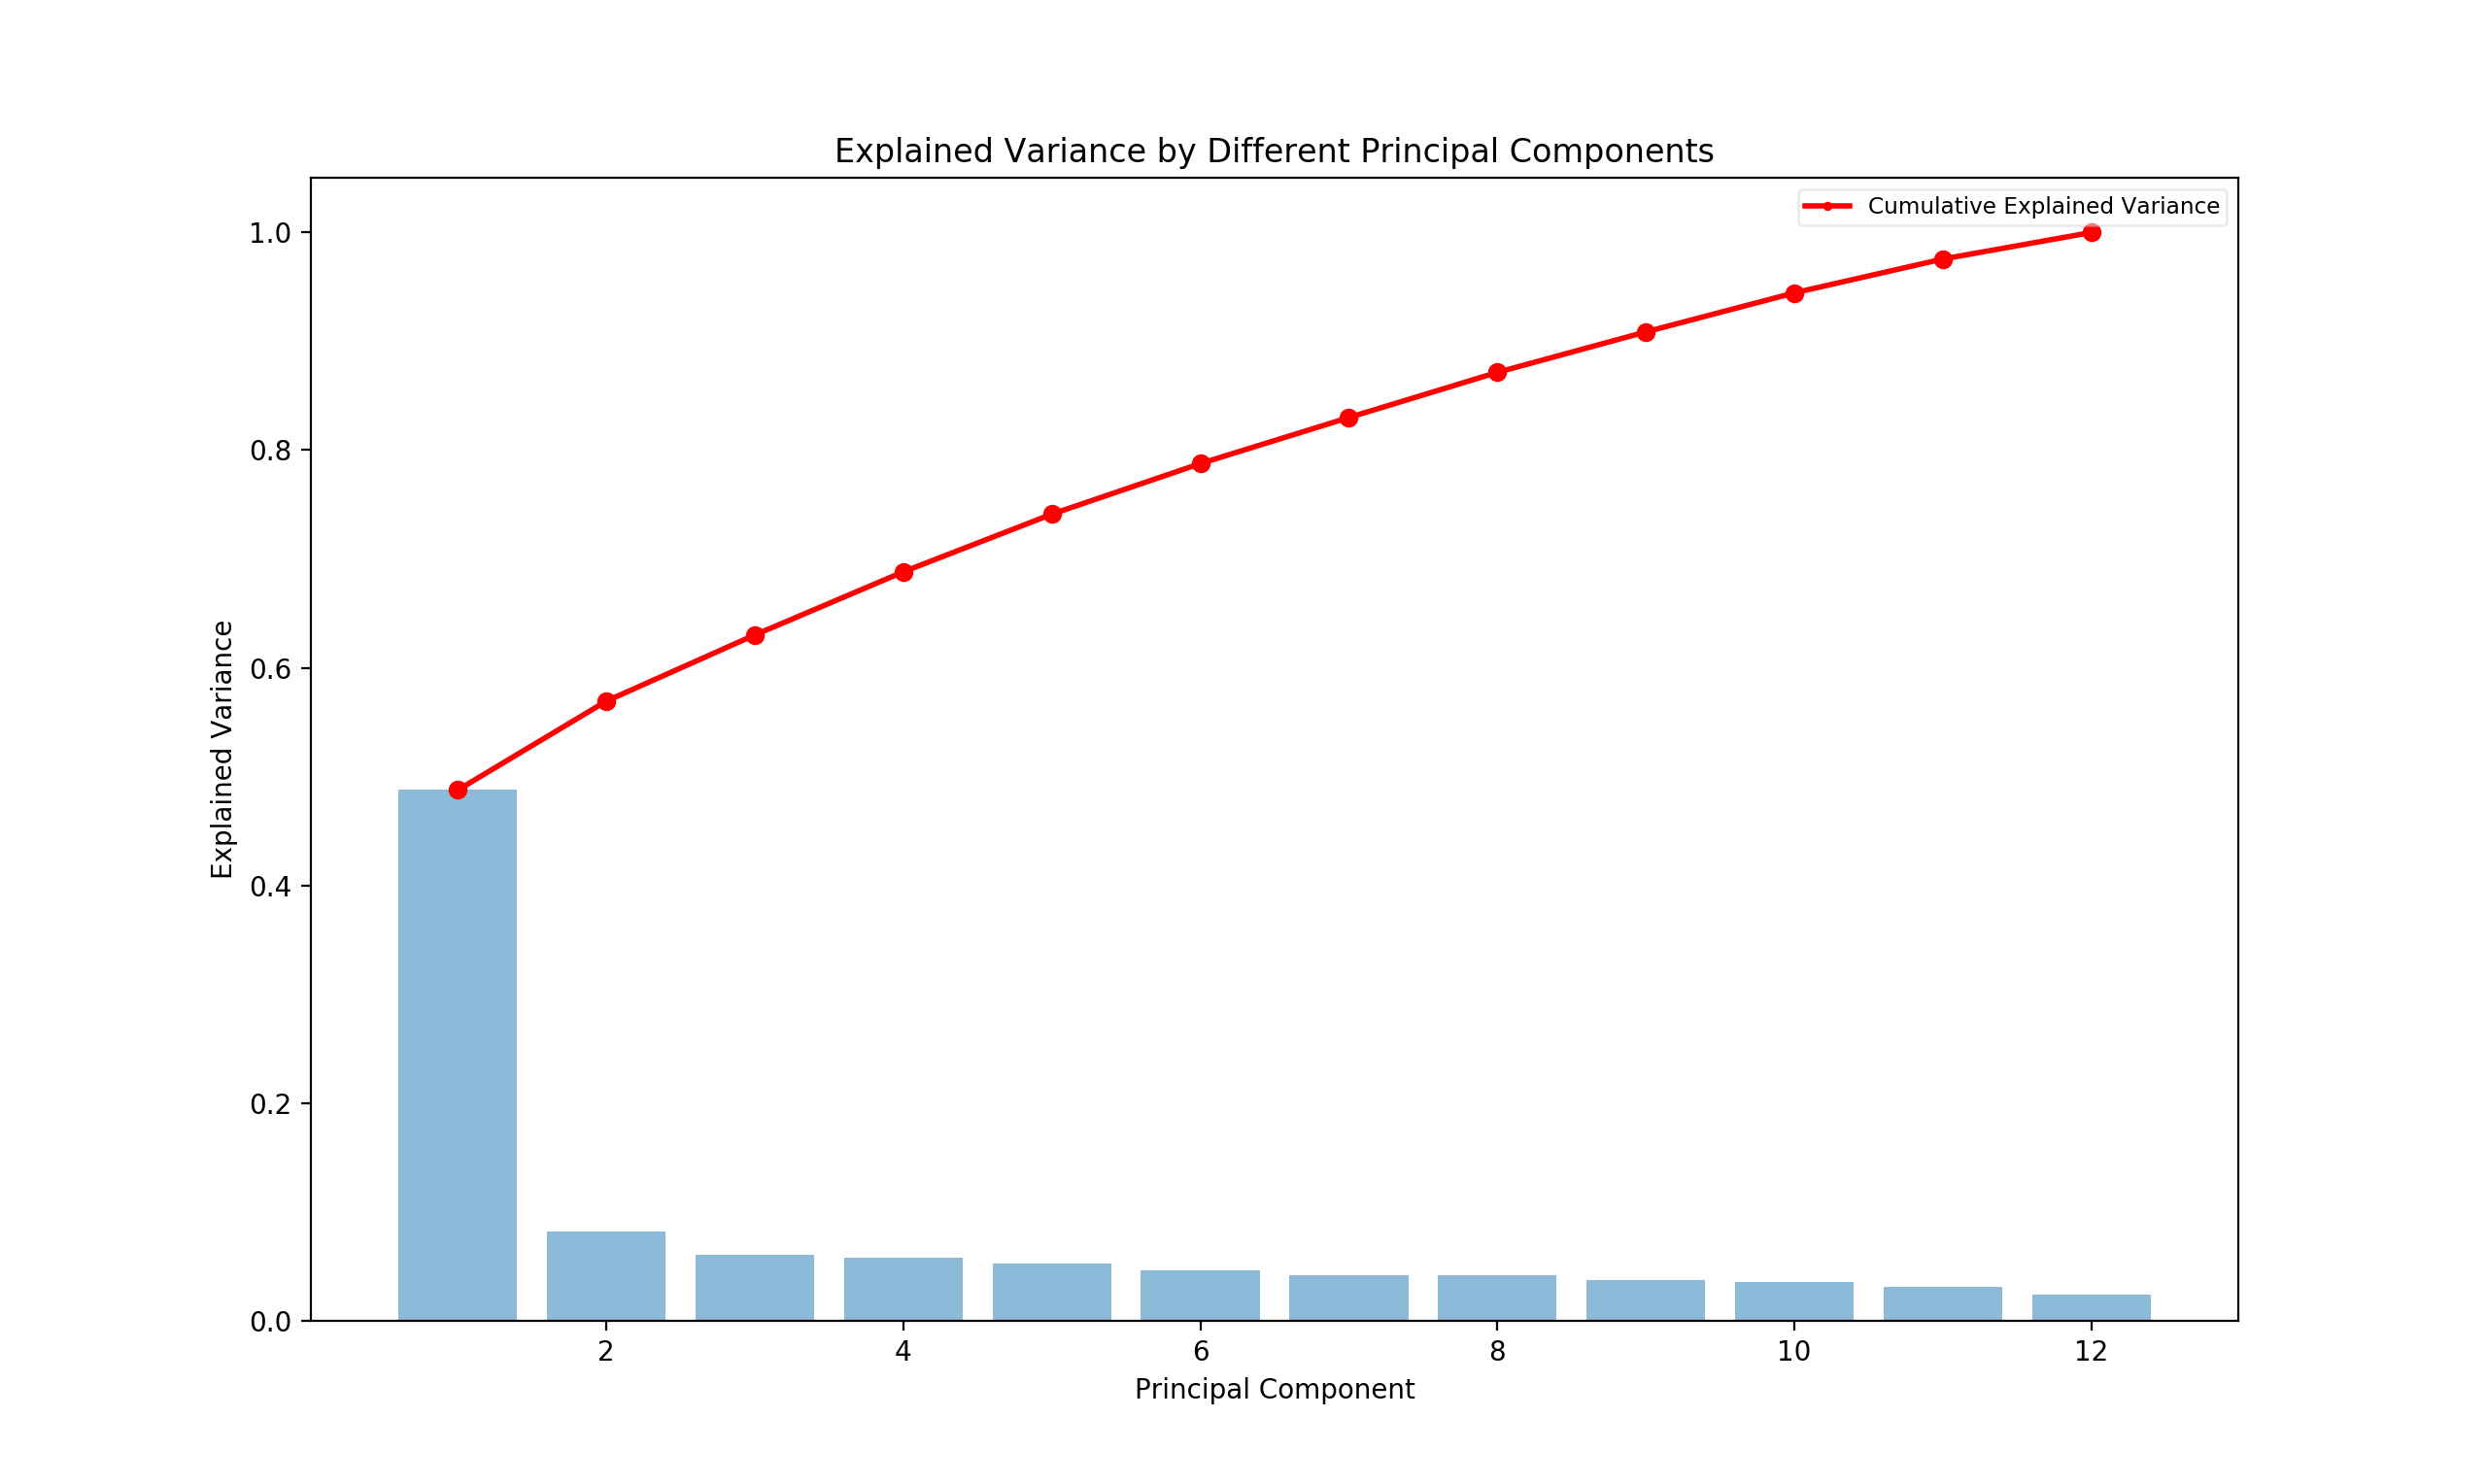 Explained Variance by Different Principal Components
Cumulative Explained Variance
1.0
0.8
0.6
0.4
0.2
0.0
Explained Variance
2 4 6 8 10 12
Principal Component